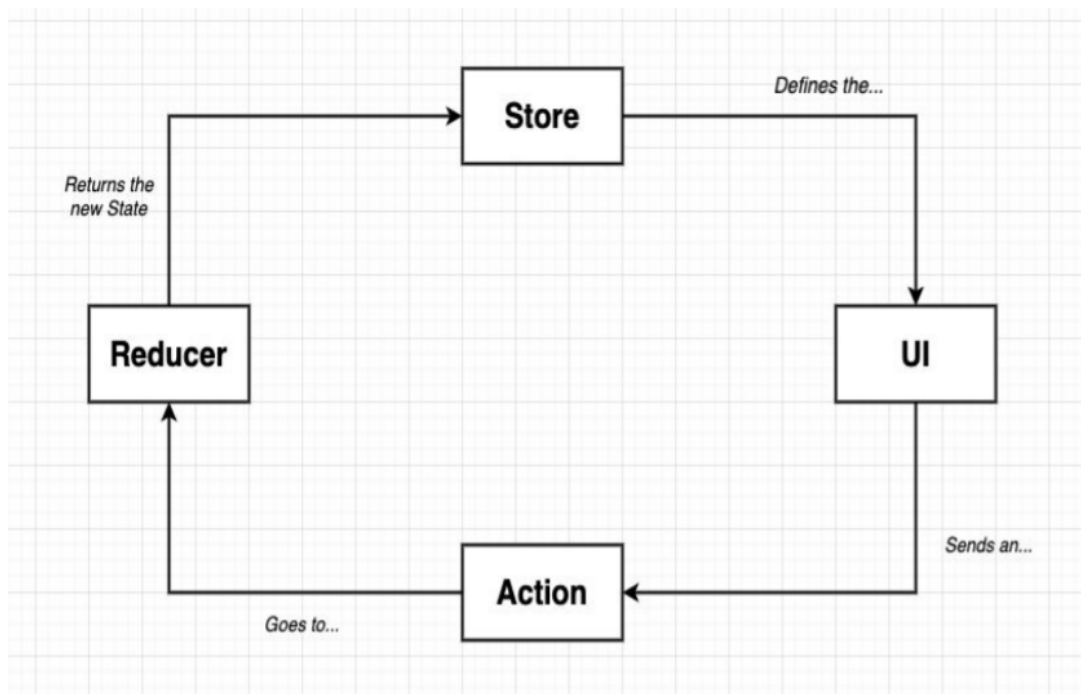 Store
Defines the...
Returns the
new State
Reducer
UI
Sends an...
Action
Goes to...